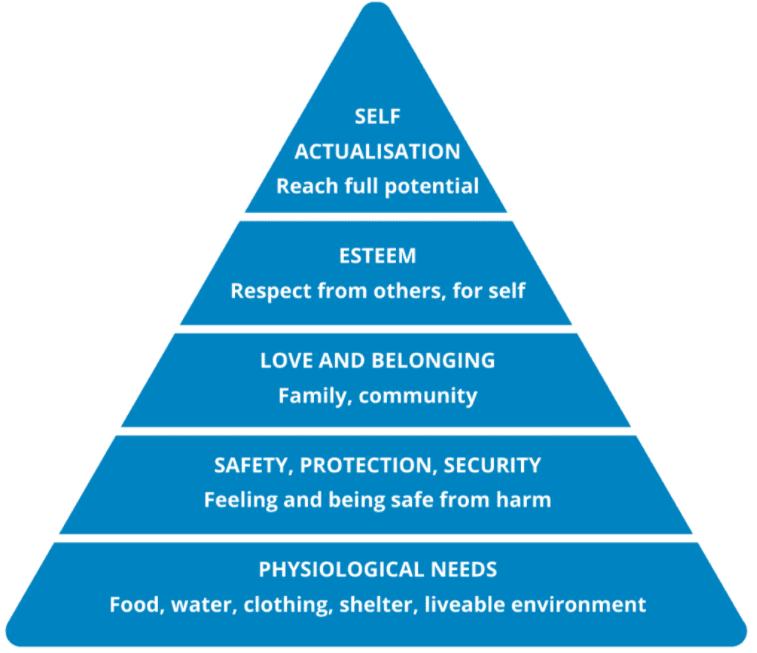 SELF
ACTUALISATION
Reach full potential
ESTEEM
Respect from others, for self
LOVE AND BELONGING
Family, community
SAFETY, PROTECTION, SECURITY
Feeling and being safe from harm
PHYSIOLOGICAL NEEDS
Food, water, clothing, shelter, liveable environment